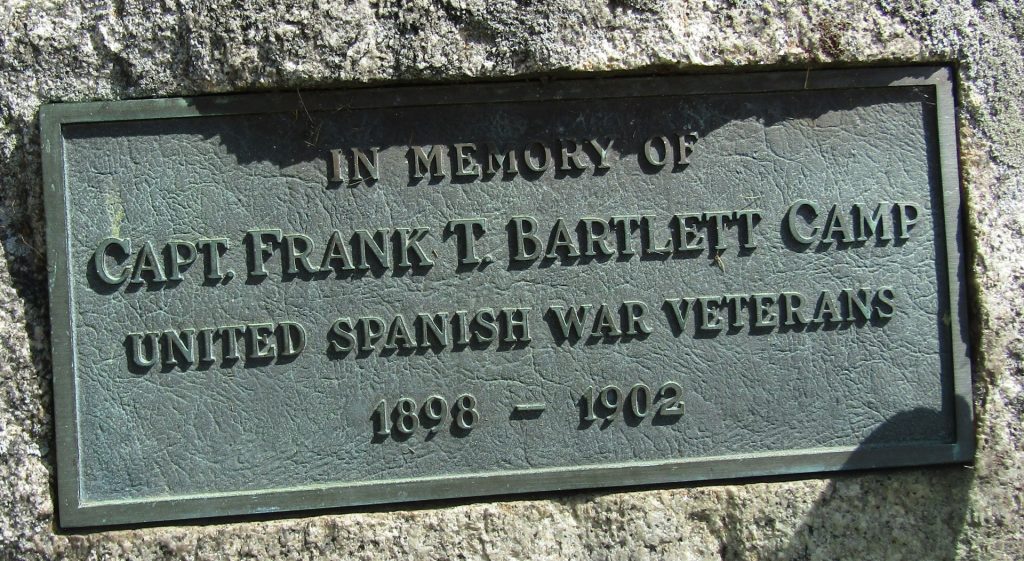 IN MEMORY OF
CAPT. FRANK T. BARTLETT CAMP
UNITED SPANISH WAR VETERANS
1898 – 1902